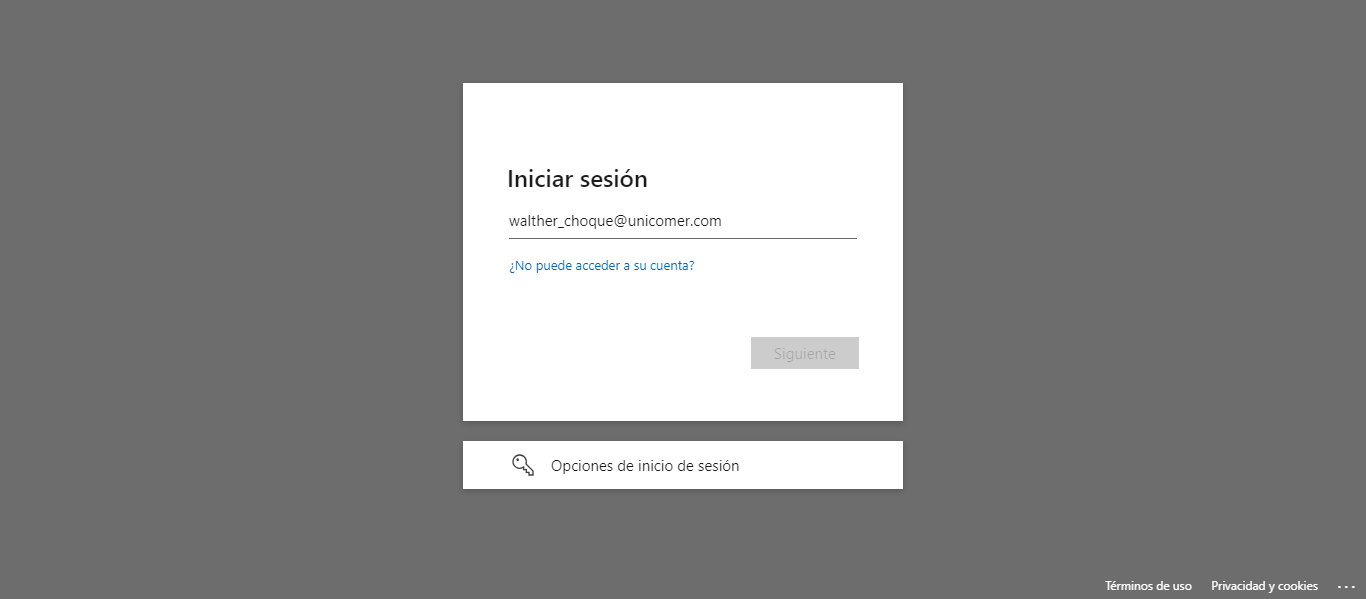 Iniciar sesión
walther_choque@unicomer.com
¿No puede acceder a su cuenta?
Siguiente
Opciones de inicio de sesión
Términos de uso Privacidad y cookies ...